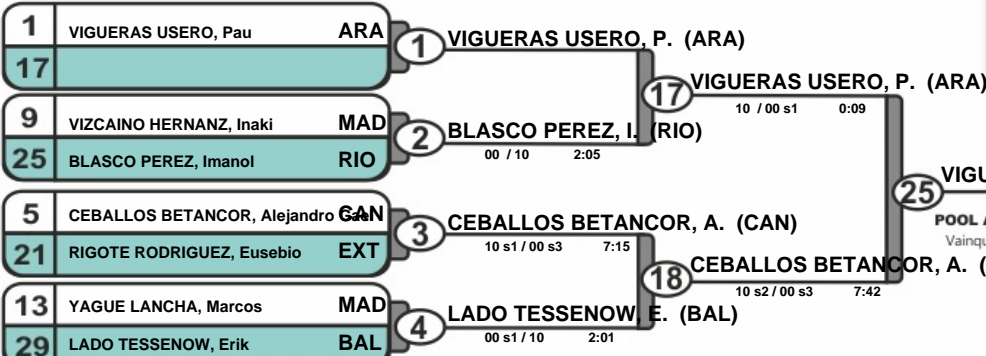 1 VIGUERAS USERO, Pau ARA
17
1
VIGUERAS USERO, P. (ARA)
9 VIZCAINO HERNANZ, Inaki MAD
25 BLASCO PEREZ, Imanol RIO
2
BLASCO PEREZ, I. (RIO)
00 / 10 2:05
17
VIGUERAS USERO, P. (ARA)
10 / 00 s1 0:09
5 CEBALLOS BETANCOR, Alejandro CAN
21 RIGOTE RODRIGUEZ, Eusebio EXT
3
CEBALLOS BETANCOR, A. (CAN)
10 s1 / 00 s3 7:15
13 YAGUE LANCHA, Marcos MAD
29 LADO TESSENOW, Erik BAL
4
LADO TESSENOW, E. (BAL)
00 s1 / 10 2:01
18
CEBALLOS BETANCOR, A. (
10 s2 / 00 s3 7:42
25
VIGU
POOL A
Vainqu